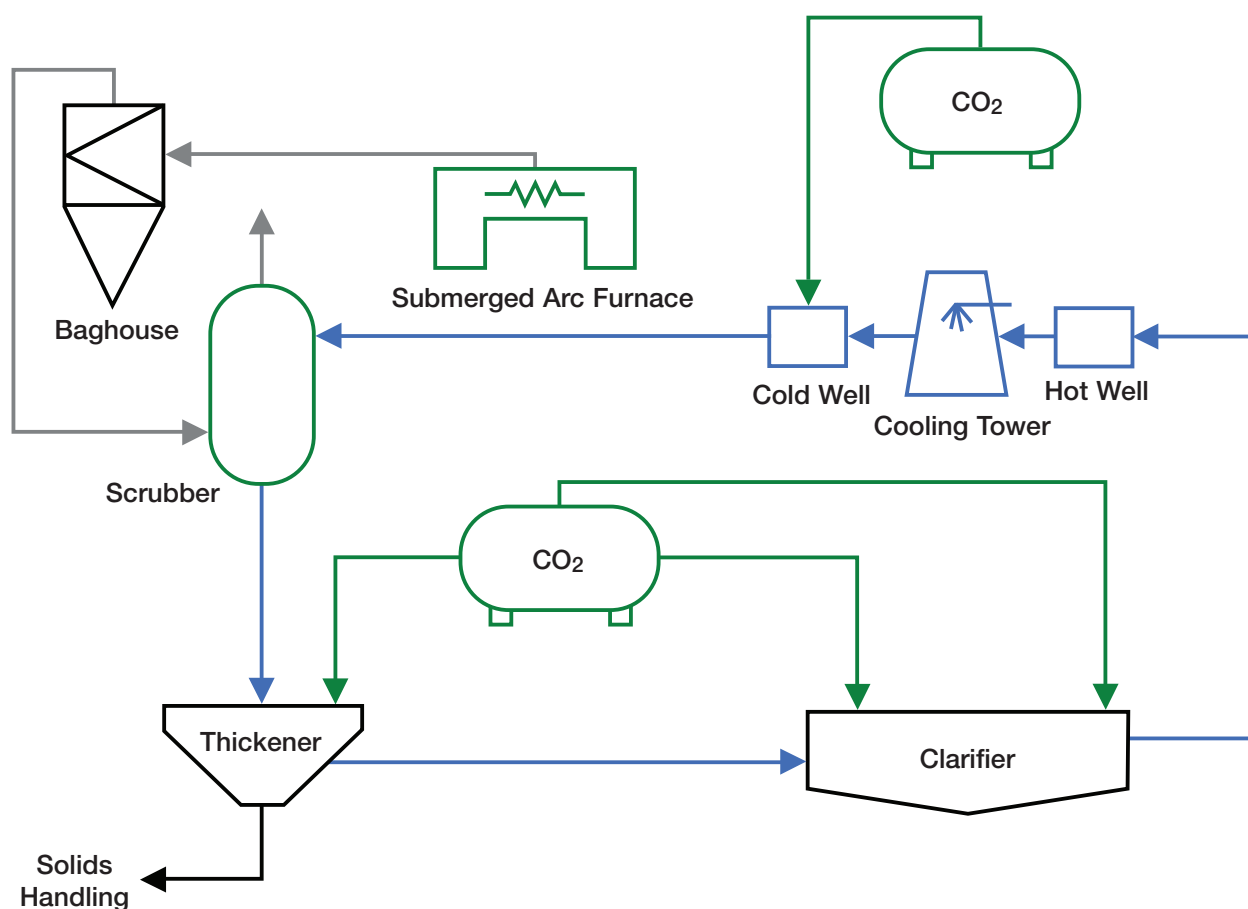 CO₂
Submerged Arc Furnace
Baghouse
Cold Well
Hot Well
Cooling Tower
Scrubber
CO₂
Thickener
Clarifier
Solids
Handling